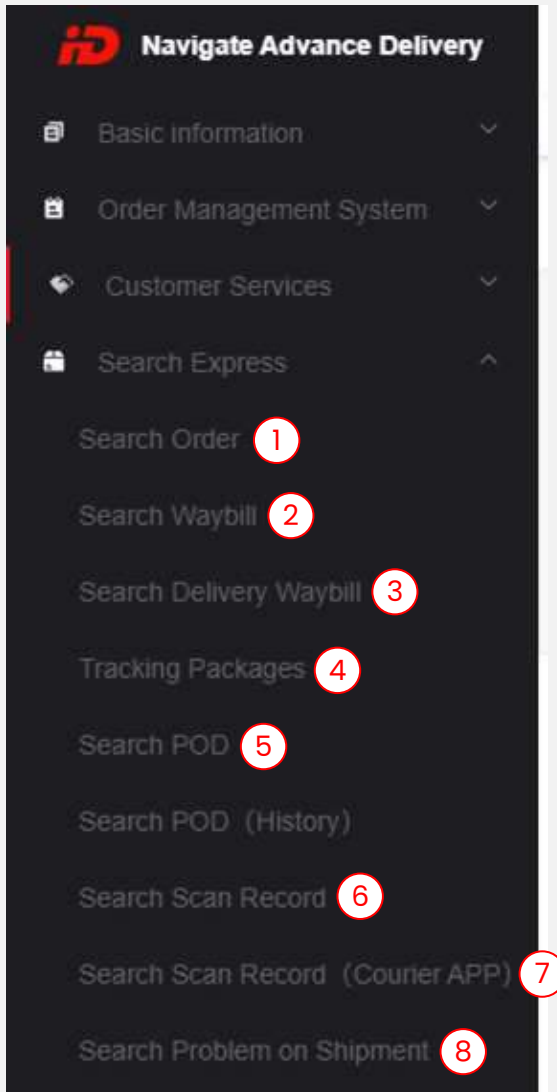 iD Navigate Advance Delivery
Basic information
Order Management System
Customer Services
Search Express
Search Order 1
Search Waybill 2
Search Delivery Waybill 3
Tracking Packages 4
Search POD 5
Search POD（History）
Search Scan Record 6
Search Scan Record（Courier APP） 7
Search Problem on Shipment 8